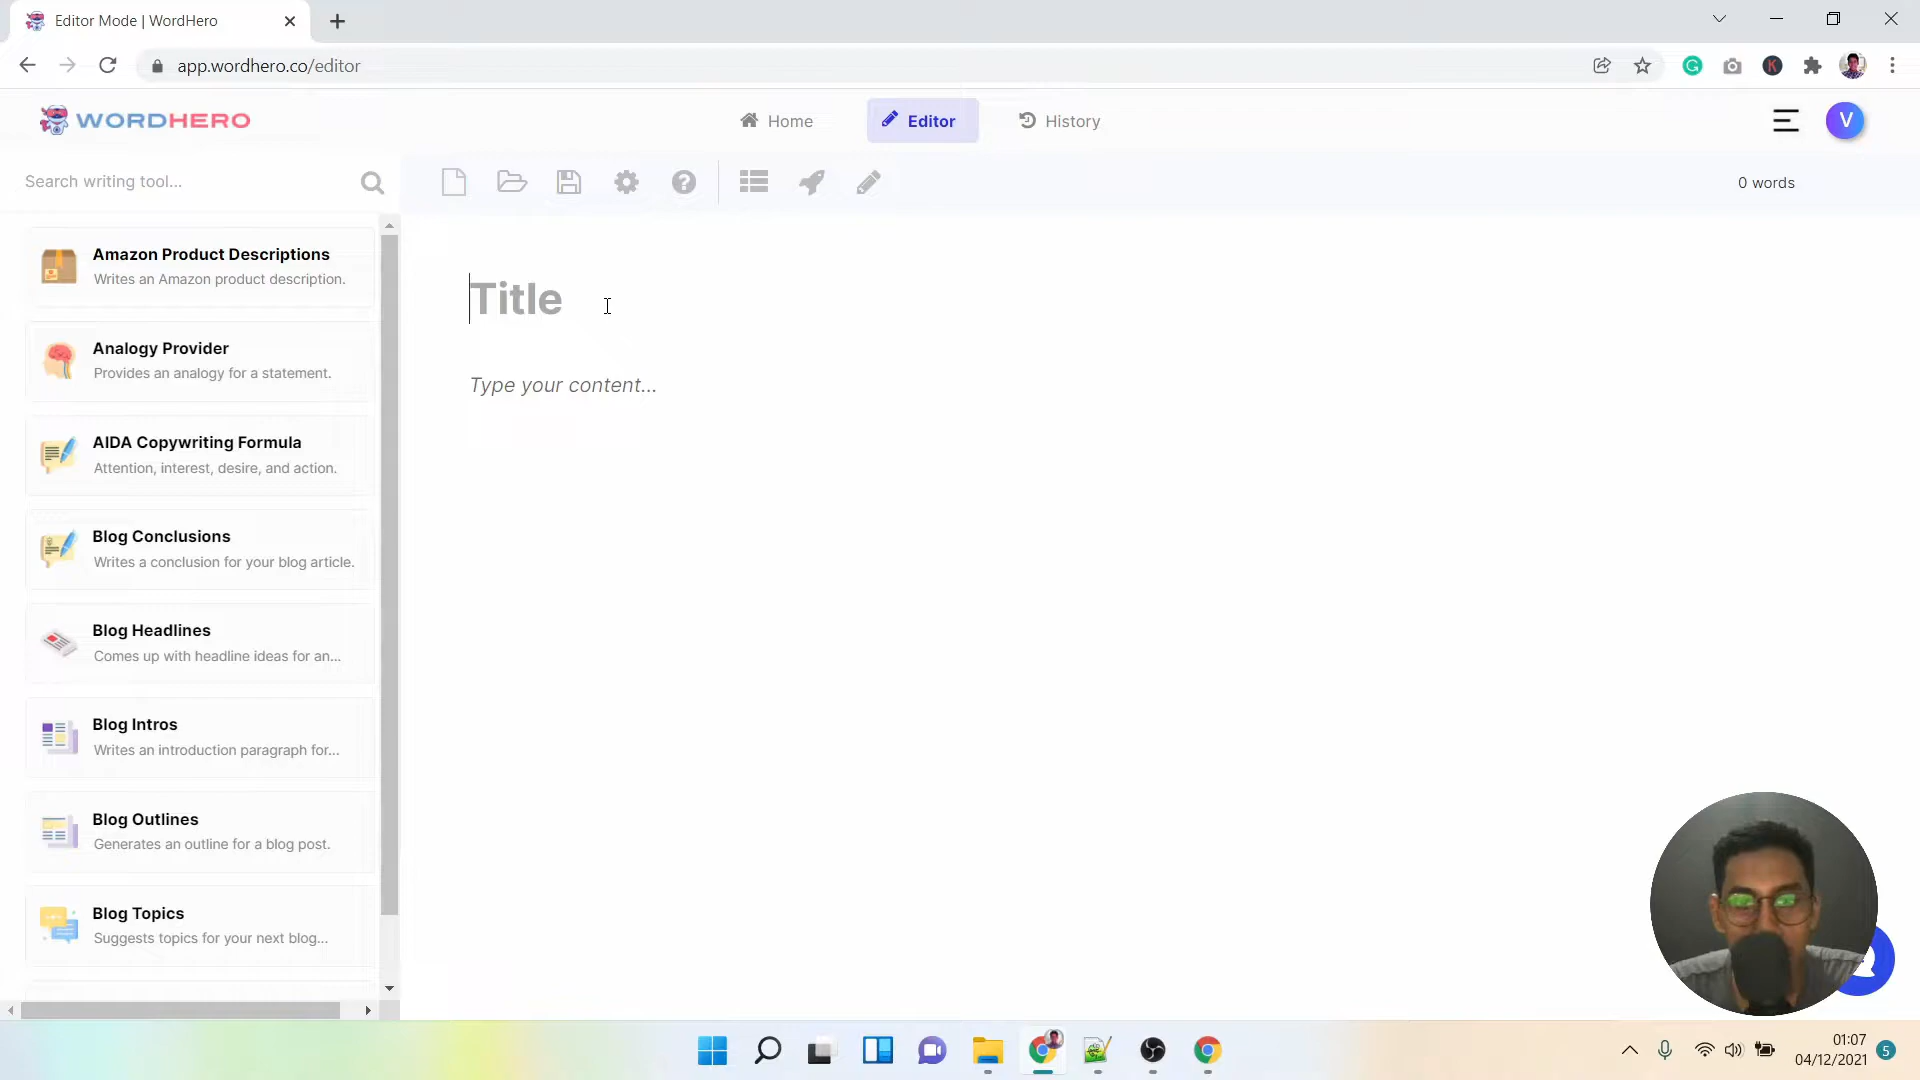 Editor Mode | WordHero
app.wordhero.co/editor
WORDHERO
Home
Editor
History
V
Search writing tool...
0 words
Amazon Product Descriptions
Writes an Amazon product description.
Analogy Provider
Provides an analogy for a statement.
AIDA Copywriting Formula
Attention, interest, desire, and action.
Blog Conclusions
Writes a conclusion for your blog article.
Blog Headlines
Comes up with headline ideas for an...
Blog Intros
Writes an introduction paragraph for...
Blog Outlines
Generates an outline for a blog post.
Blog Topics
Suggests topics for your next blog...
Title
Type your content...
01:07
04/12/2021
5